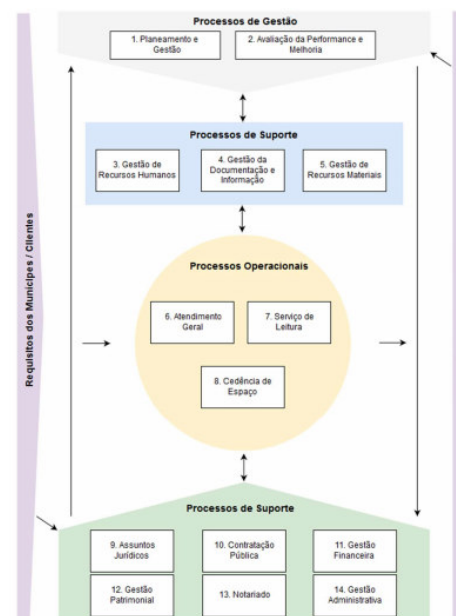 Processos de Gestão
1. Planeamento e
Gestão
2. Avaliação da Performance e
Melhoria
Processos de Suporte
3. Gestão de
Recursos Humanos
4. Gestão da
Documentação e
Informação
5. Gestão de
Recursos Materiais
Requisitos dos Munícipes / Clientes
Processos Operacionais
6. Atendimento
Geral
7. Serviço de
Leitura
8. Cedência de
Espaço
Processos de Suporte
9. Assuntos
Jurídicos
10. Contratação
Pública
11. Gestão
Financeira
12. Gestão
Patrimonial
13. Notariado
14. Gestão
Administrativa